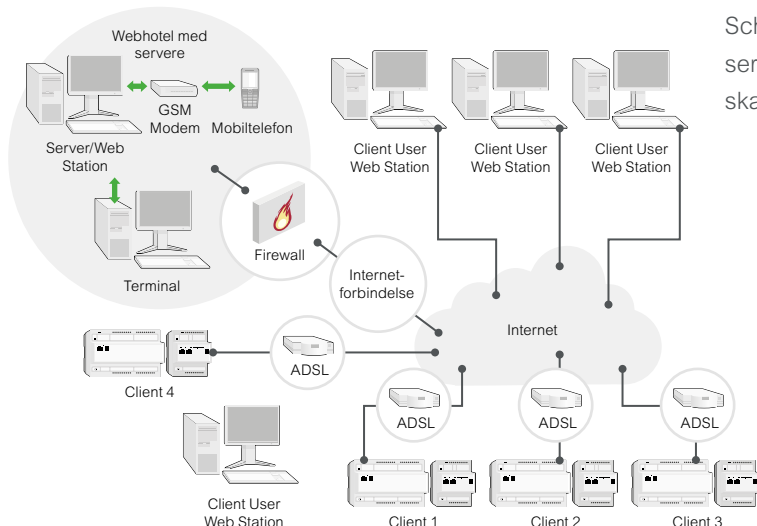 Webhotel med
servere
GSM
Modem
Mobiltelefon
Server/Web
Station
Terminal
Firewall
Internet-
forbindelse
Client User
Web Station
Client User
Web Station
Client User
Web Station
Internet
ADSL
Client 4
ADSL
ADSL
ADSL
Client User
Web Station
Client 1
Client 2
Client 3